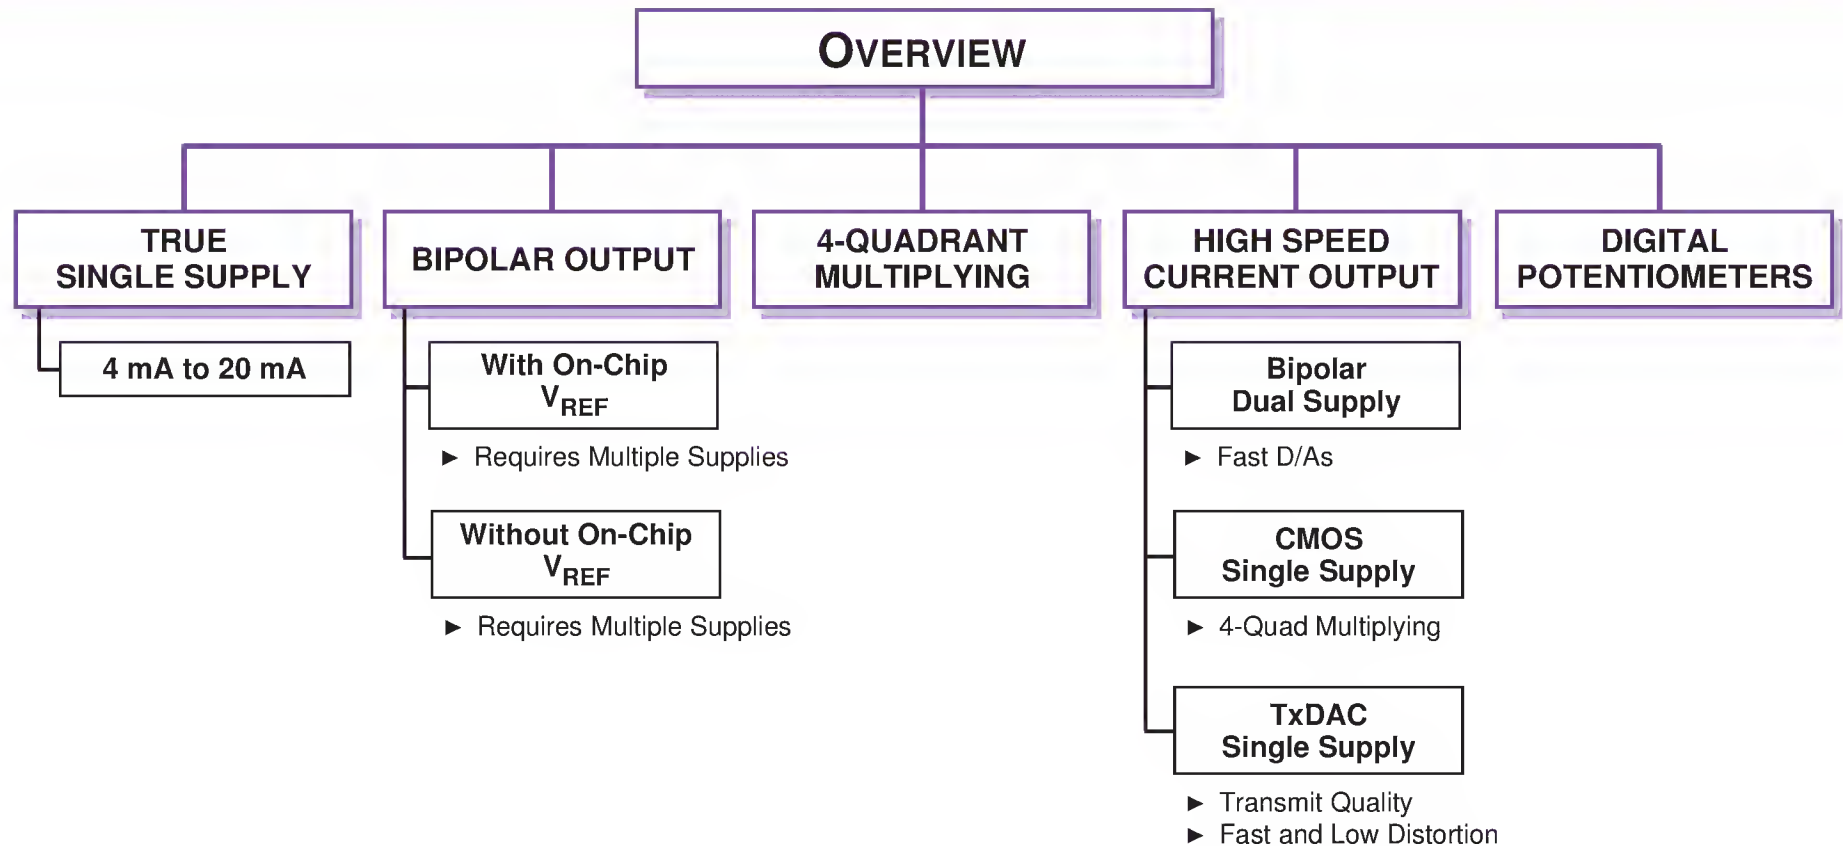 OVERVIEW
TRUE
SINGLE SUPPLY
4 mA to 20 mA
BIPOLAR OUTPUT
With On-Chip
VREF
► Requires Multiple Supplies
Without On-Chip
VREF
► Requires Multiple Supplies
4-QUADRANT
MULTIPLYING
HIGH SPEED
CURRENT OUTPUT
Bipolar
Dual Supply
► Fast D/As
CMOS
Single Supply
► 4-Quad Multiplying
TxDAC
Single Supply
► Transmit Quality
► Fast and Low Distortion
DIGITAL
POTENTIOMETERS